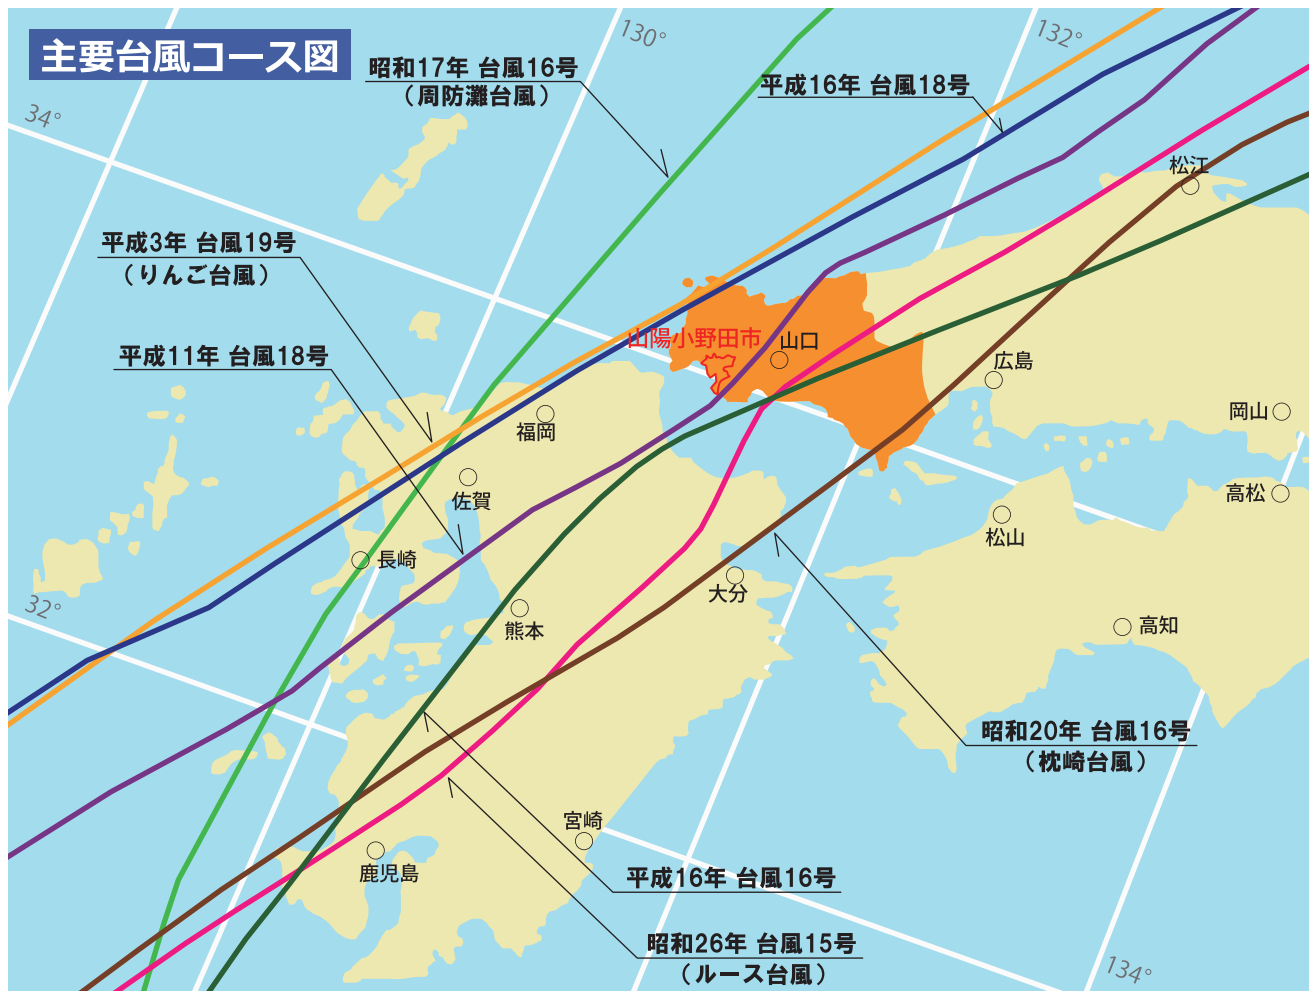 主要台風コース図
130°
132°
昭和17年 台風16号
（周防灘台風）
平成16年 台風18号
34°
松江
平成3年 台風19号
（りんご台風）
山陽小野田市
山口
平成11年 台風18号
広島
岡山
福岡
佐賀
高松
松山
長崎
大分
32°
熊本
高知
昭和20年 台風16号
（枕崎台風）
宮崎
鹿児島
平成16年 台風16号
昭和26年 台風15号
（ルース台風）
134°